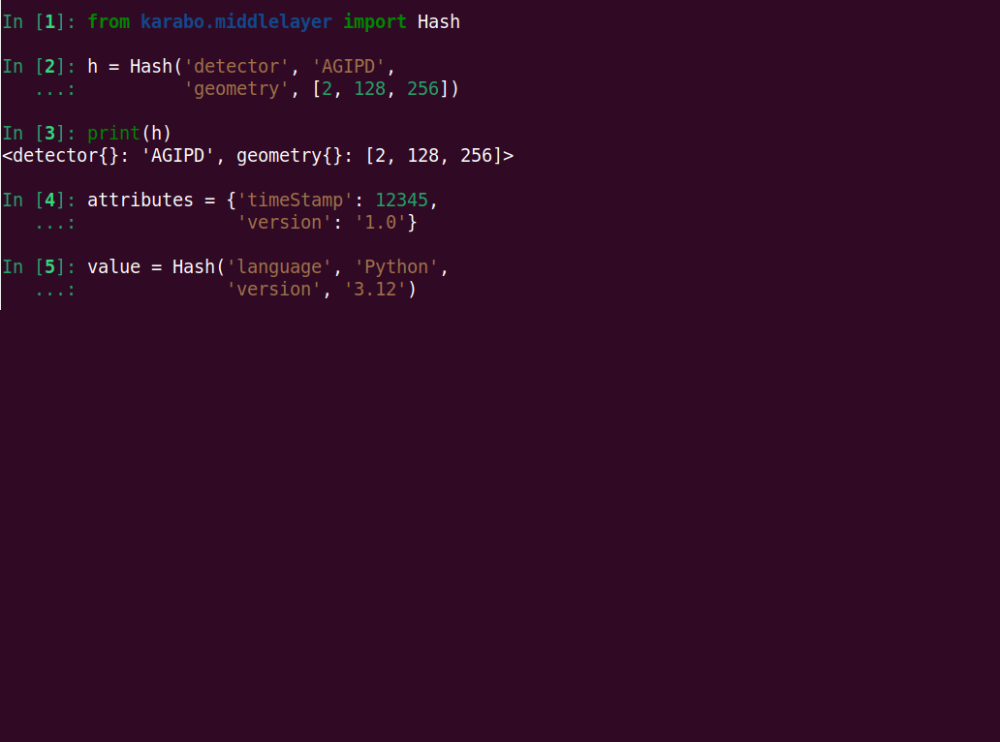 In [1]: from karabo.middlelayer import Hash
In [2]: h = Hash('detector', 'AGIPD',
   ...:          'geometry', [2, 128, 256])
In [3]: print(h)
<detector{}: 'AGIPD', geometry{}: [2, 128, 256]>
In [4]: attributes = {'timeStamp': 12345,
   ...:               'version': '1.0'}
In [5]: value = Hash('language', 'Python',
   ...:              'version', '3.12')